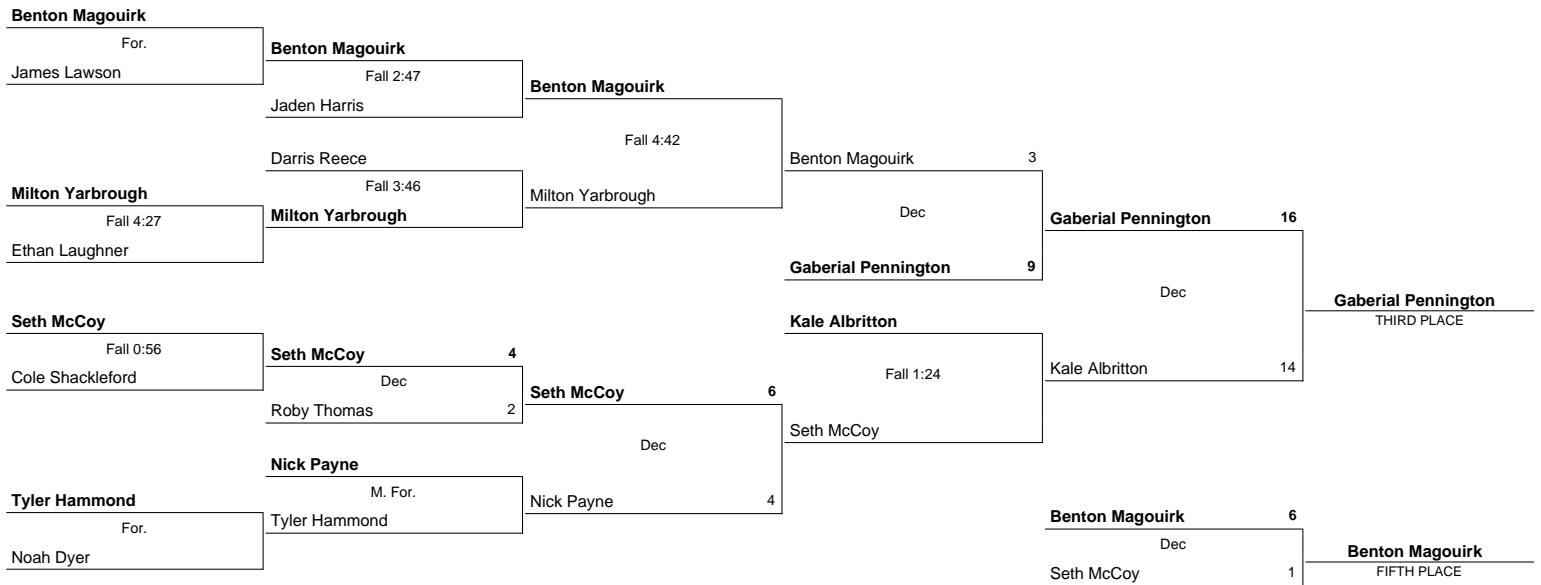 Benton Magouirk
For.
James Lawson
Benton Magouirk
Fall 2:47
Jaden Harris
Benton Magouirk
Fall 4:42
Milton Yarbrough
Darris Reece
Fall 3:46
Milton Yarbrough
Milton Yarbrough
Fall 4:27
Ethan Laughner
Benton Magouirk 3
Dec
Gaberial Pennington 9
Gaberial Pennington 16
Dec
Kale Albritton 14
Gaberial Pennington
THIRD PLACE
Seth McCoy
Fall 0:56
Cole Shackleford
Seth McCoy 4
Dec
Roby Thomas 2
Seth McCoy 6
Dec
Nick Payne 4
Kale Albritton
Fall 1:24
Seth McCoy
Nick Payne
M. For.
Tyler Hammond
Tyler Hammond
For.
Noah Dyer
Benton Magouirk 6
Dec
Seth McCoy 1
Benton Magouirk
FIFTH PLACE